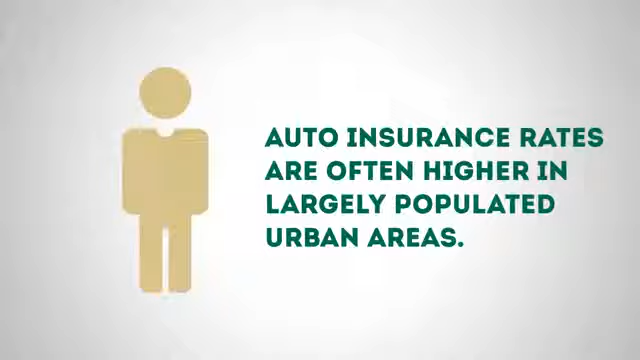 AUTO INSURANCE RATES
ARE OFTEN HIGHER IN
LARGELY POPULATED
URBAN AREAS.